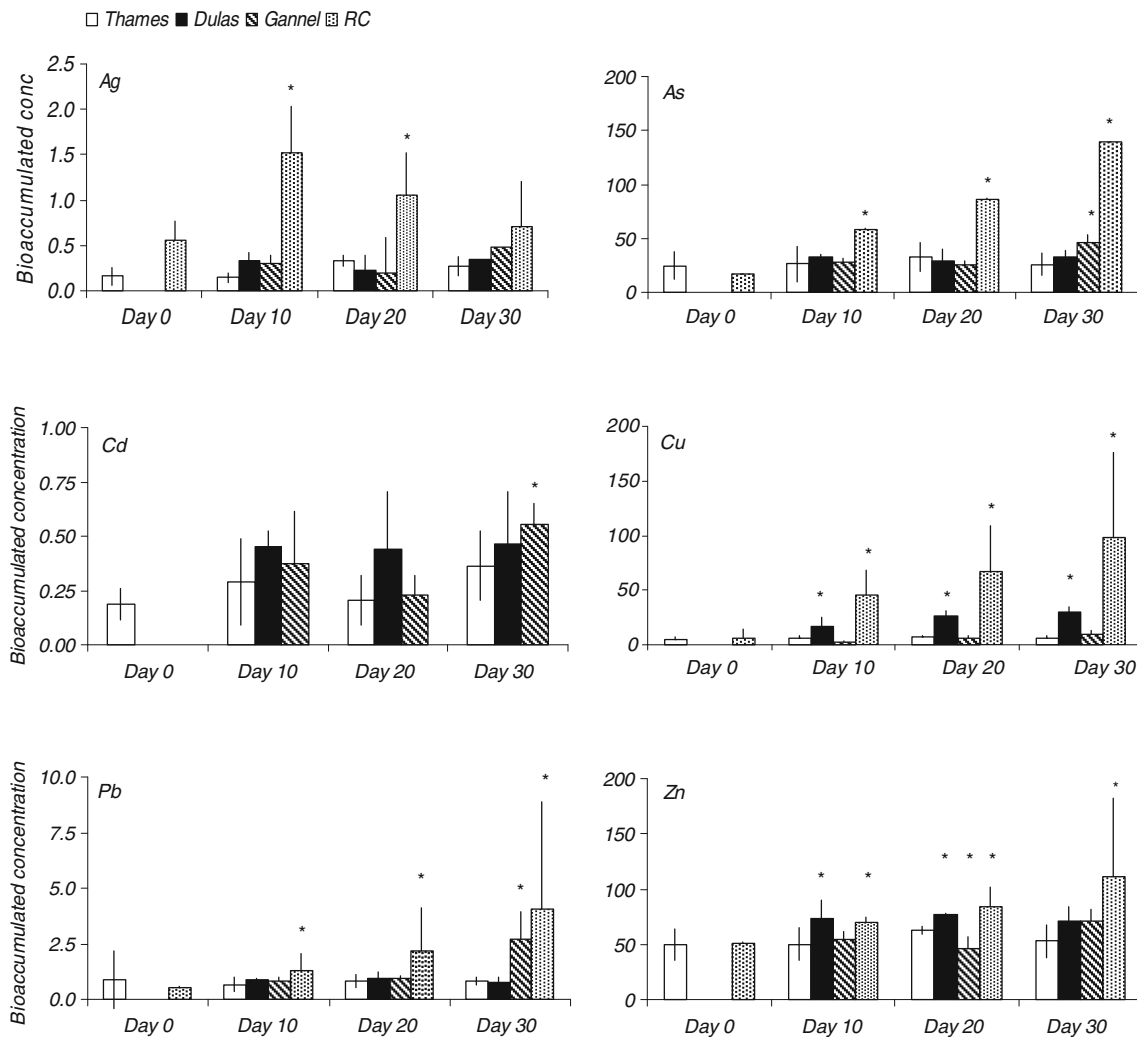 Thames Dulas Gannel RC
Bioaccumulated conc
Ag
2.5
2.0
1.5
1.0
0.5
0.0
* *
Day 0 Day 10 Day 20 Day 30
As
200
150
100
50
0
* * * *
Day 0 Day 10 Day 20 Day 30
Bioaccumulated concentration
Cd
1.00
0.75
0.50
0.25
0.00
*
Day 0 Day 10 Day 20 Day 30
Cu
200
150
100
50
0
* * * * * *
Day 0 Day 10 Day 20 Day 30
Bioaccumulated concentration
Pb
10.0
7.5
5.0
2.5
0.0
* * * *
Day 0 Day 10 Day 20 Day 30
Zn
200
150
100
50
0
* * * * * *
Day 0 Day 10 Day 20 Day 30